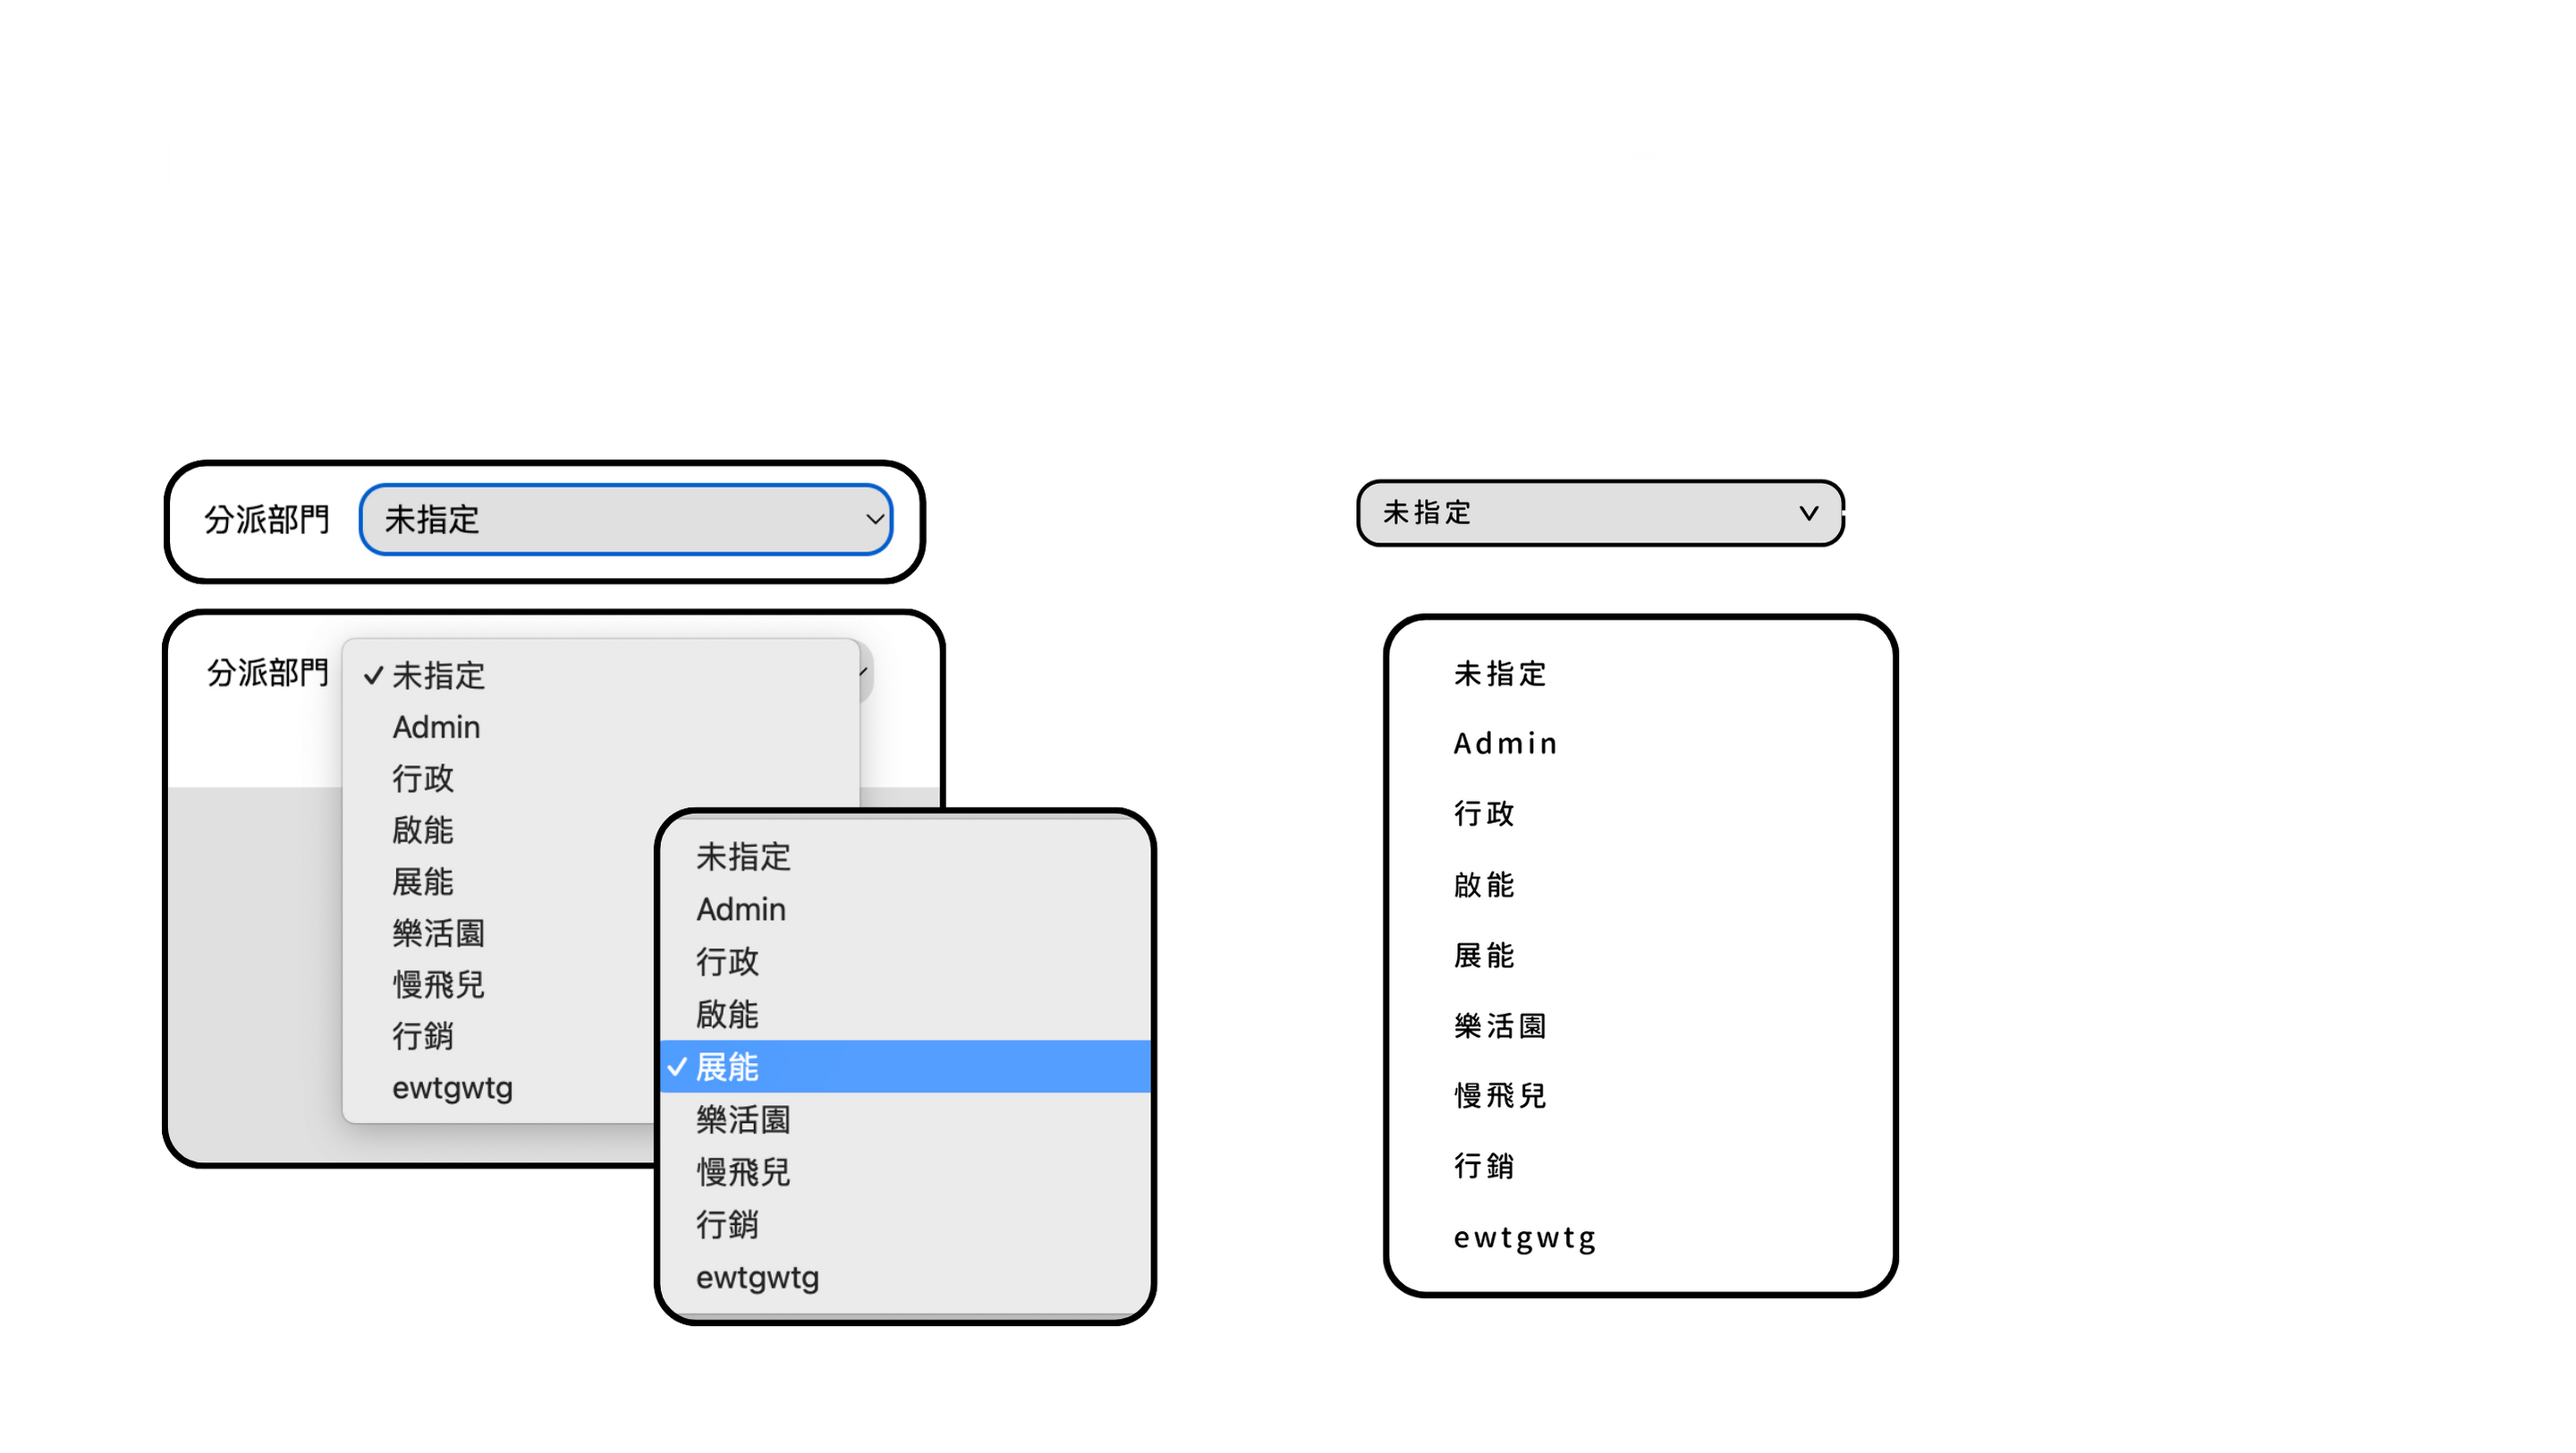 分派部門 未指定
分派部門
未指定
Admin
行政
啟能
展能
樂活園
慢飛兒
行銷
ewtgwtg
未指定
Admin
行政
啟能
展能
樂活園
慢飛兒
行銷
ewtgwtg
未指定
未指定
Admin
行政
啟能
展能
樂活園
慢飛兒
行銷
ewtgwtg